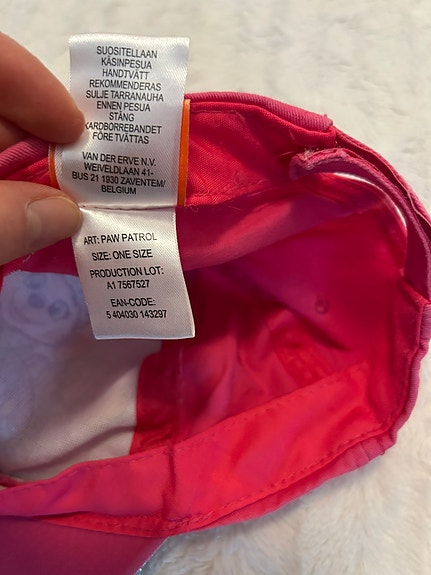 SUOSITELLAAN
KÄSINPESUA
HANDTVÄTT
REKOMMENDERAS
SULJE TARRANAUHA
ENNEN PESUA
STÄNG
KARDBORREBANDET
FÖRE TVÄTTAS
VAN DER ERVE N.V.
WEIVELDLAAN 41-
BUS 21 1930 ZAVENTEM/
BELGIUM
ART: PAW PATROL
SIZE: ONE SIZE
PRODUCTION LOT:
A1 7567527
EAN-CODE:
5 404030 143297